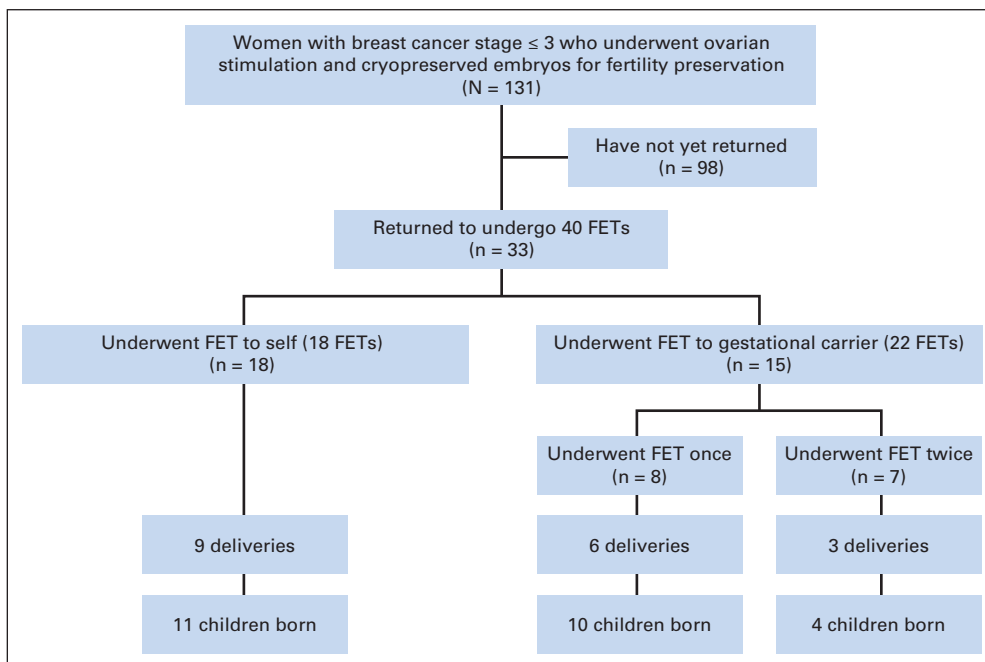 Women with breast cancer stage ≤ 3 who underwent ovarian
stimulation and cryopreserved embryos for fertility preservation
(N = 131)
Have not yet returned
(n = 98)
Returned to undergo 40 FETs
(n = 33)
Underwent FET to self (18 FETs)
(n = 18)
Underwent FET to gestational carrier (22 FETs)
(n = 15)
Underwent FET once
(n = 8)
Underwent FET twice
(n = 7)
9 deliveries
6 deliveries
3 deliveries
11 children born
10 children born
4 children born